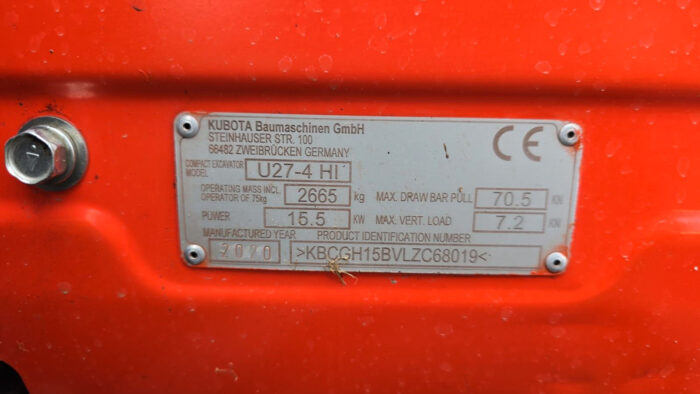 KUBOTA Baumaschinen GmbH
STEINHAUSER STR. 100
66482 ZWEIBRÜCKEN GERMANY
CE
COMPACT EXCAVATOR MODEL U27-4 HI
OPERATING MASS INCL. OPERATOR OF 75kg 2665 kg MAX. DRAW BAR PULL 70.5 KN
POWER 15.5 KW MAX. VERT. LOAD 7.2 KN
MANUFACTURED YEAR PRODUCT IDENTIFICATION NUMBER
2020 >KBCGH15BVLZC68019<